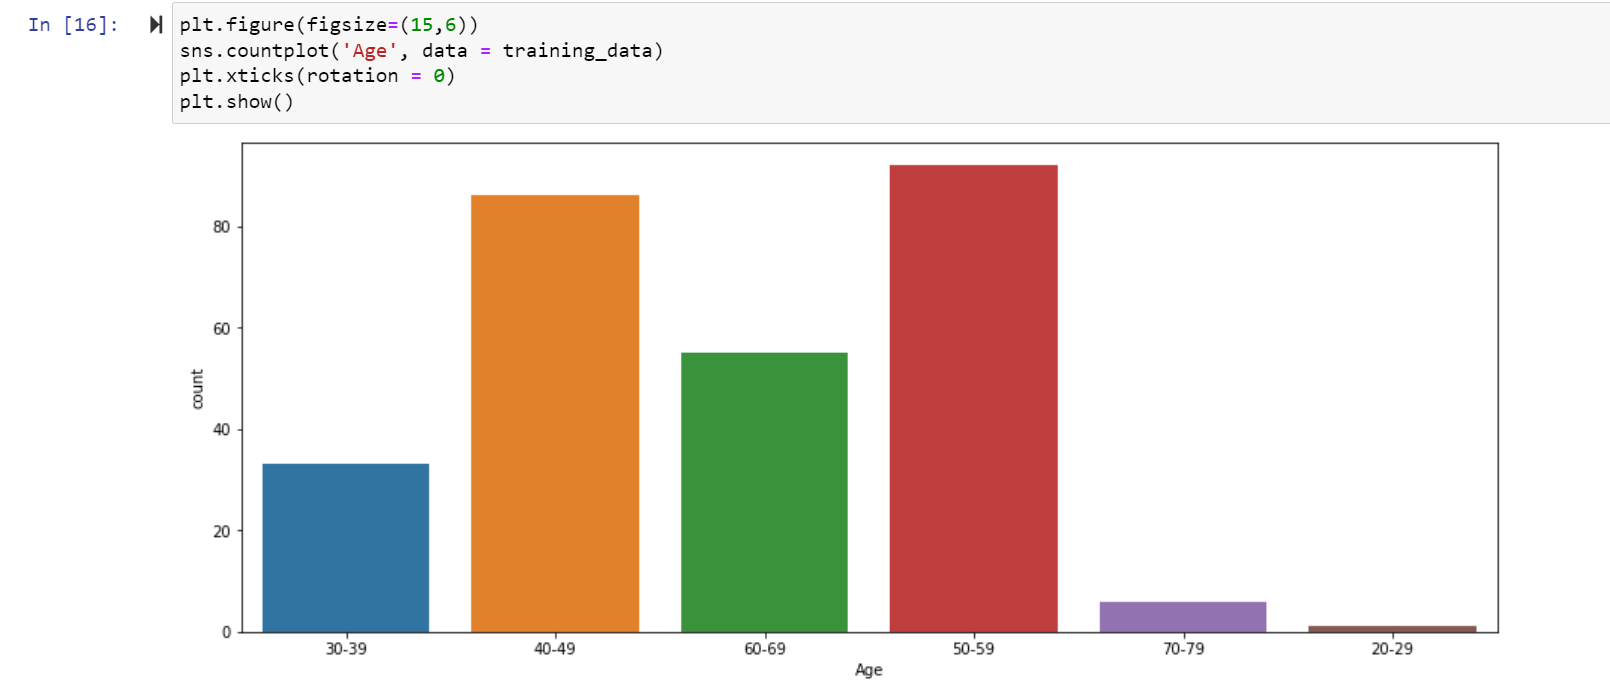 In [16]:
plt.figure(figsize=(15,6))
sns.countplot('Age', data = training_data)
plt.xticks(rotation = 0)
plt.show()
80
60
40
20
0
count
30-39 40-49 60-69 50-59 70-79 20-29
Age